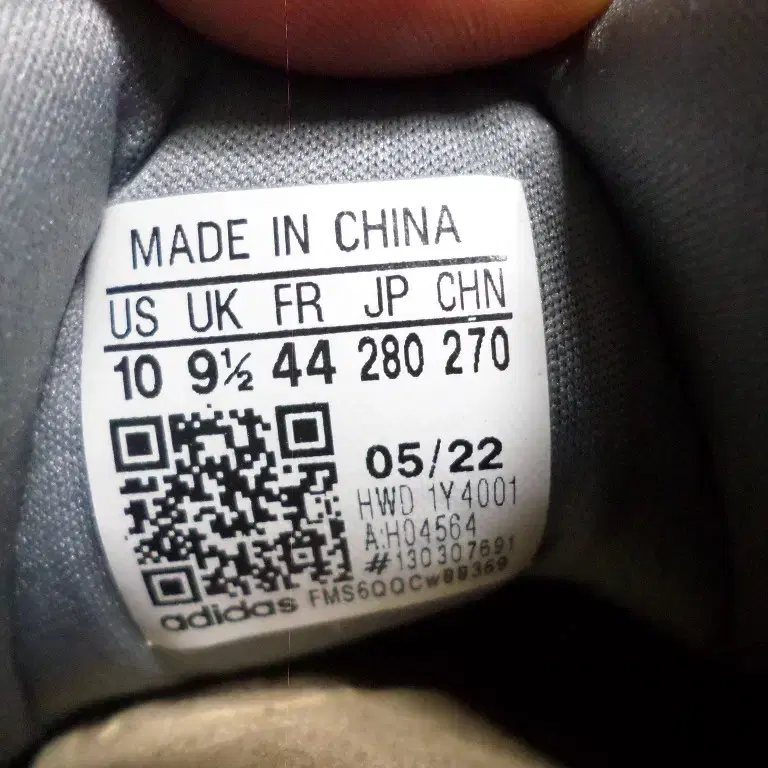 MADE IN CHINA
US UK FR JP CHN
10 9½ 44 280 270
05/22
HWD 1Y4001
A:H04564
#130307691
adidas